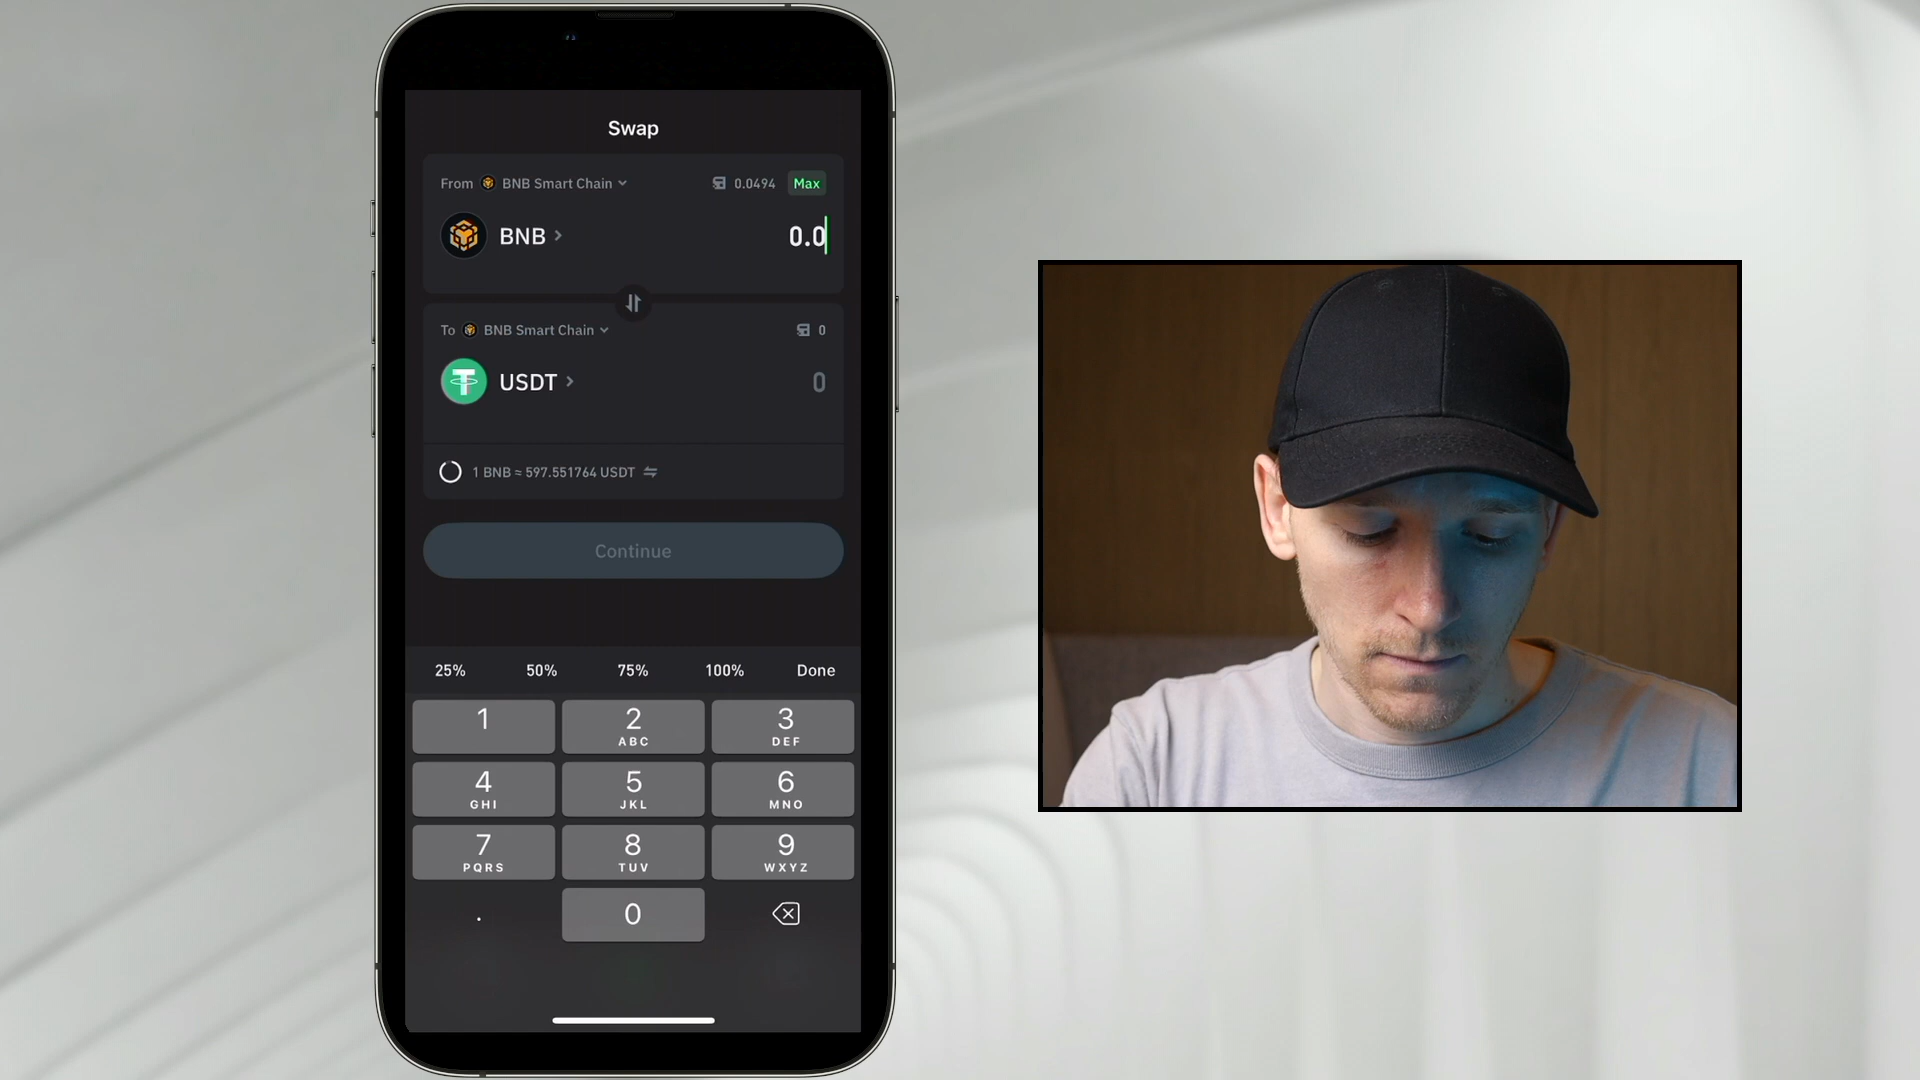 Swap
From BNB Smart Chain 0.0494 Max
BNB 0.0
To BNB Smart Chain 0
USDT 0
1 BNB ≈ 597.551764 USDT
Continue
25% 50% 75% 100% Done
1 2 3
ABC DEF
4 5 6
GHI JKL MNO
7 8 9
PQRS TUV WXYZ
. 0